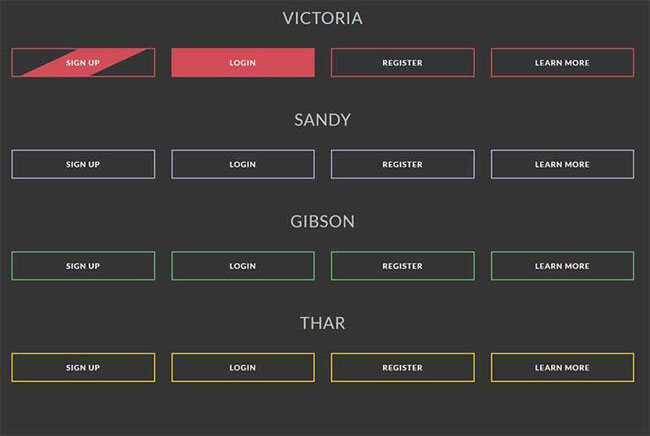 VICTORIA
SIGN UP LOGIN REGISTER LEARN MORE
SANDY
SIGN UP LOGIN REGISTER LEARN MORE
GIBSON
SIGN UP LOGIN REGISTER LEARN MORE
THAR
SIGN UP LOGIN REGISTER LEARN MORE